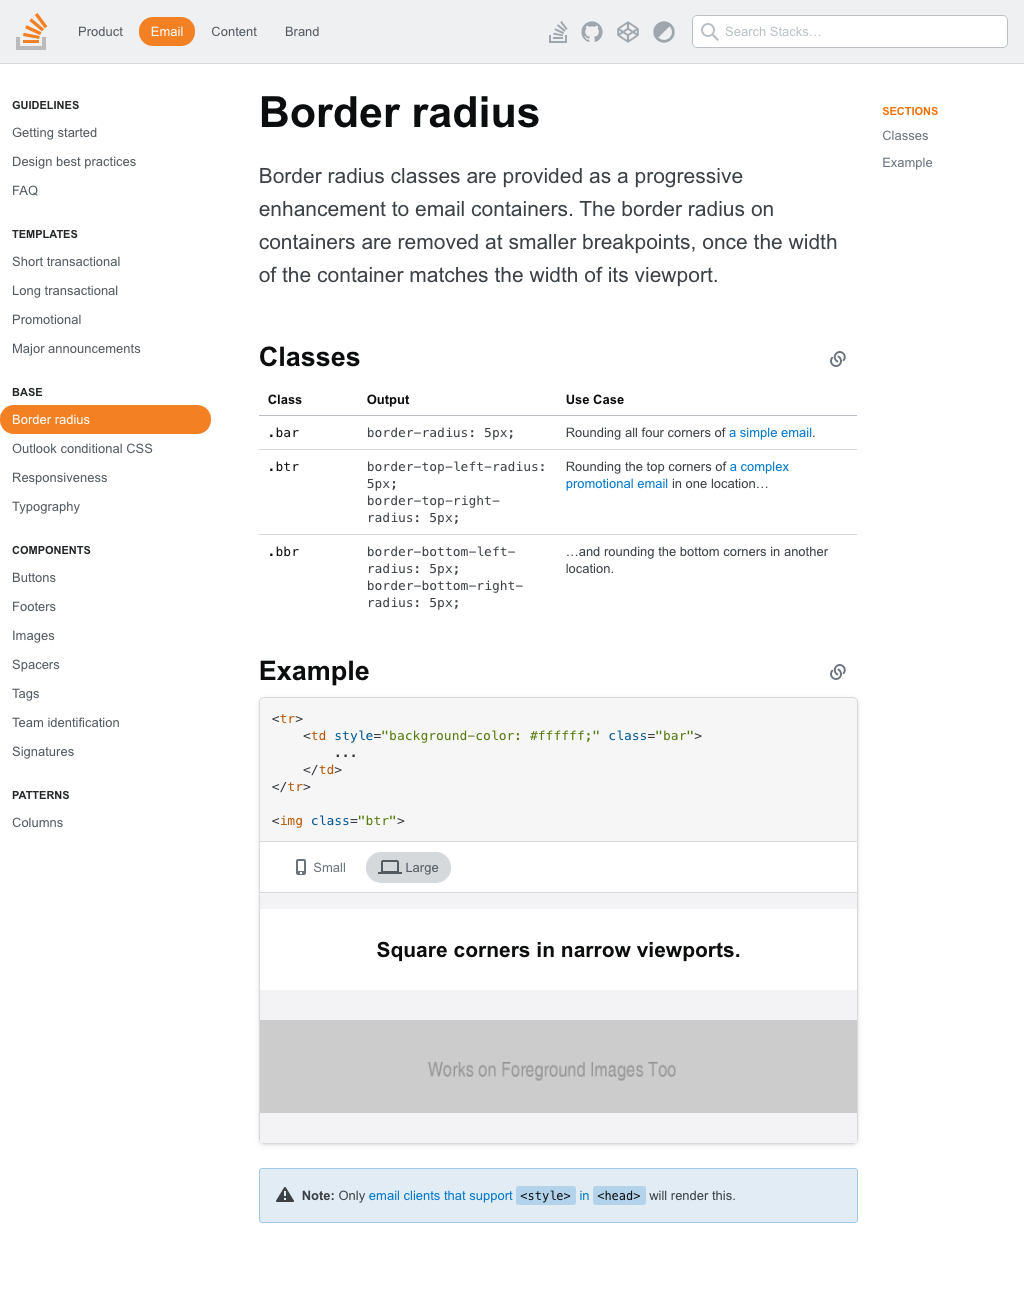 Product Email Content Brand Search Stacks...
GUIDELINES
Getting started
Design best practices
FAQ
TEMPLATES
Short transactional
Long transactional
Promotional
Major announcements
BASE
Border radius
Outlook conditional CSS
Responsiveness
Typography
COMPONENTS
Buttons
Footers
Images
Spacers
Tags
Team identification
Signatures
PATTERNS
Columns
Border radius
Border radius classes are provided as a progressive
enhancement to email containers. The border radius on
containers are removed at smaller breakpoints, once the width
of the container matches the width of its viewport.
Classes
Class Output Use Case
.bar border-radius: 5px; Rounding all four corners of a simple email.
.btr border-top-left-radius: Rounding the top corners of a complex
5px; promotional email in one location…
border-top-right-
radius: 5px;
.bbr border-bottom-left- …and rounding the bottom corners in another
radius: 5px; location.
border-bottom-right-
radius: 5px;
Example
<tr>
    <td style="background-color: #ffffff;" class="bar">
        ...
    </td>
</tr>
<img class="btr">
Small Large
Square corners in narrow viewports.
Works on Foreground Images Too
Note: Only email clients that support <style> in <head> will render this.
SECTIONS
Classes
Example